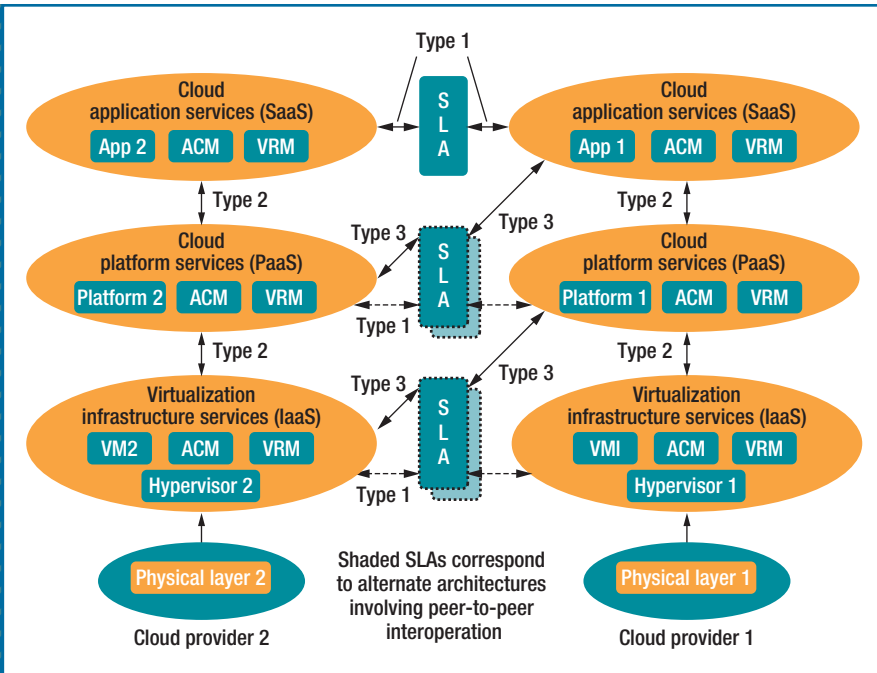 Type 1
Cloud
application services (SaaS)
App 2 ACM VRM
S
L
A
Cloud
application services (SaaS)
App 1 ACM VRM
Type 2
Type 2
Type 3
Type 3
Cloud
platform services (PaaS)
Platform 2 ACM VRM
S
L
A
Cloud
platform services (PaaS)
Platform 1 ACM VRM
Type 1
Type 2
Type 2
Type 3
Type 3
Virtualization
infrastructure services (IaaS)
VM2 ACM VRM
Hypervisor 2
S
L
A
Virtualization
infrastructure services (IaaS)
VMI ACM VRM
Hypervisor 1
Type 1
Physical layer 2
Cloud provider 2
Shaded SLAs correspond
to alternate architectures
involving peer-to-peer
interoperation
Physical layer 1
Cloud provider 1